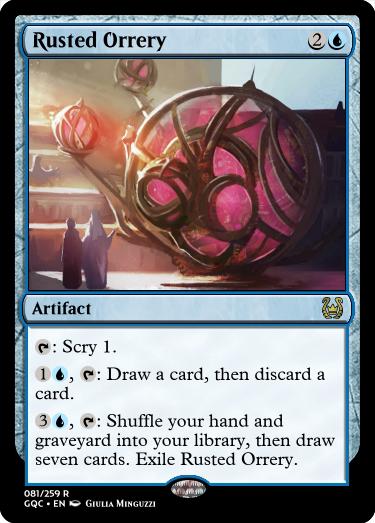 Rusted Orrery 2
Artifact
: Scry 1.
1, : Draw a card, then discard a
card.
3, : Shuffle your hand and
graveyard into your library, then draw
seven cards. Exile Rusted Orrery.
081/259 R
GQC • EN Giulia Minguzzi